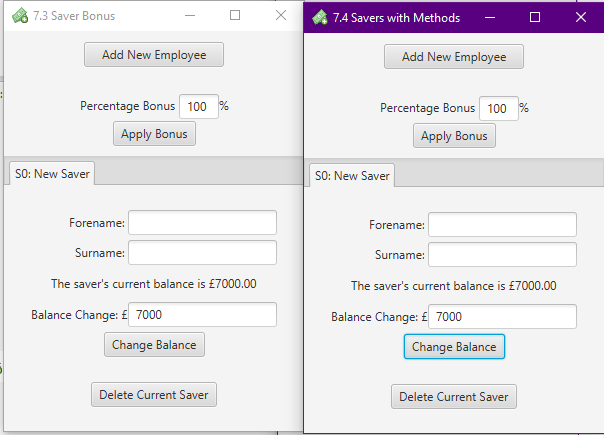 7.3 Saver Bonus
Add New Employee
Percentage Bonus 100 %
Apply Bonus
S0: New Saver
Forename:
Surname:
The saver's current balance is £7000.00
Balance Change: £ 7000
Change Balance
Delete Current Saver
7.4 Savers with Methods
Add New Employee
Percentage Bonus 100 %
Apply Bonus
S0: New Saver
Forename:
Surname:
The saver's current balance is £7000.00
Balance Change: £ 7000
Change Balance
Delete Current Saver